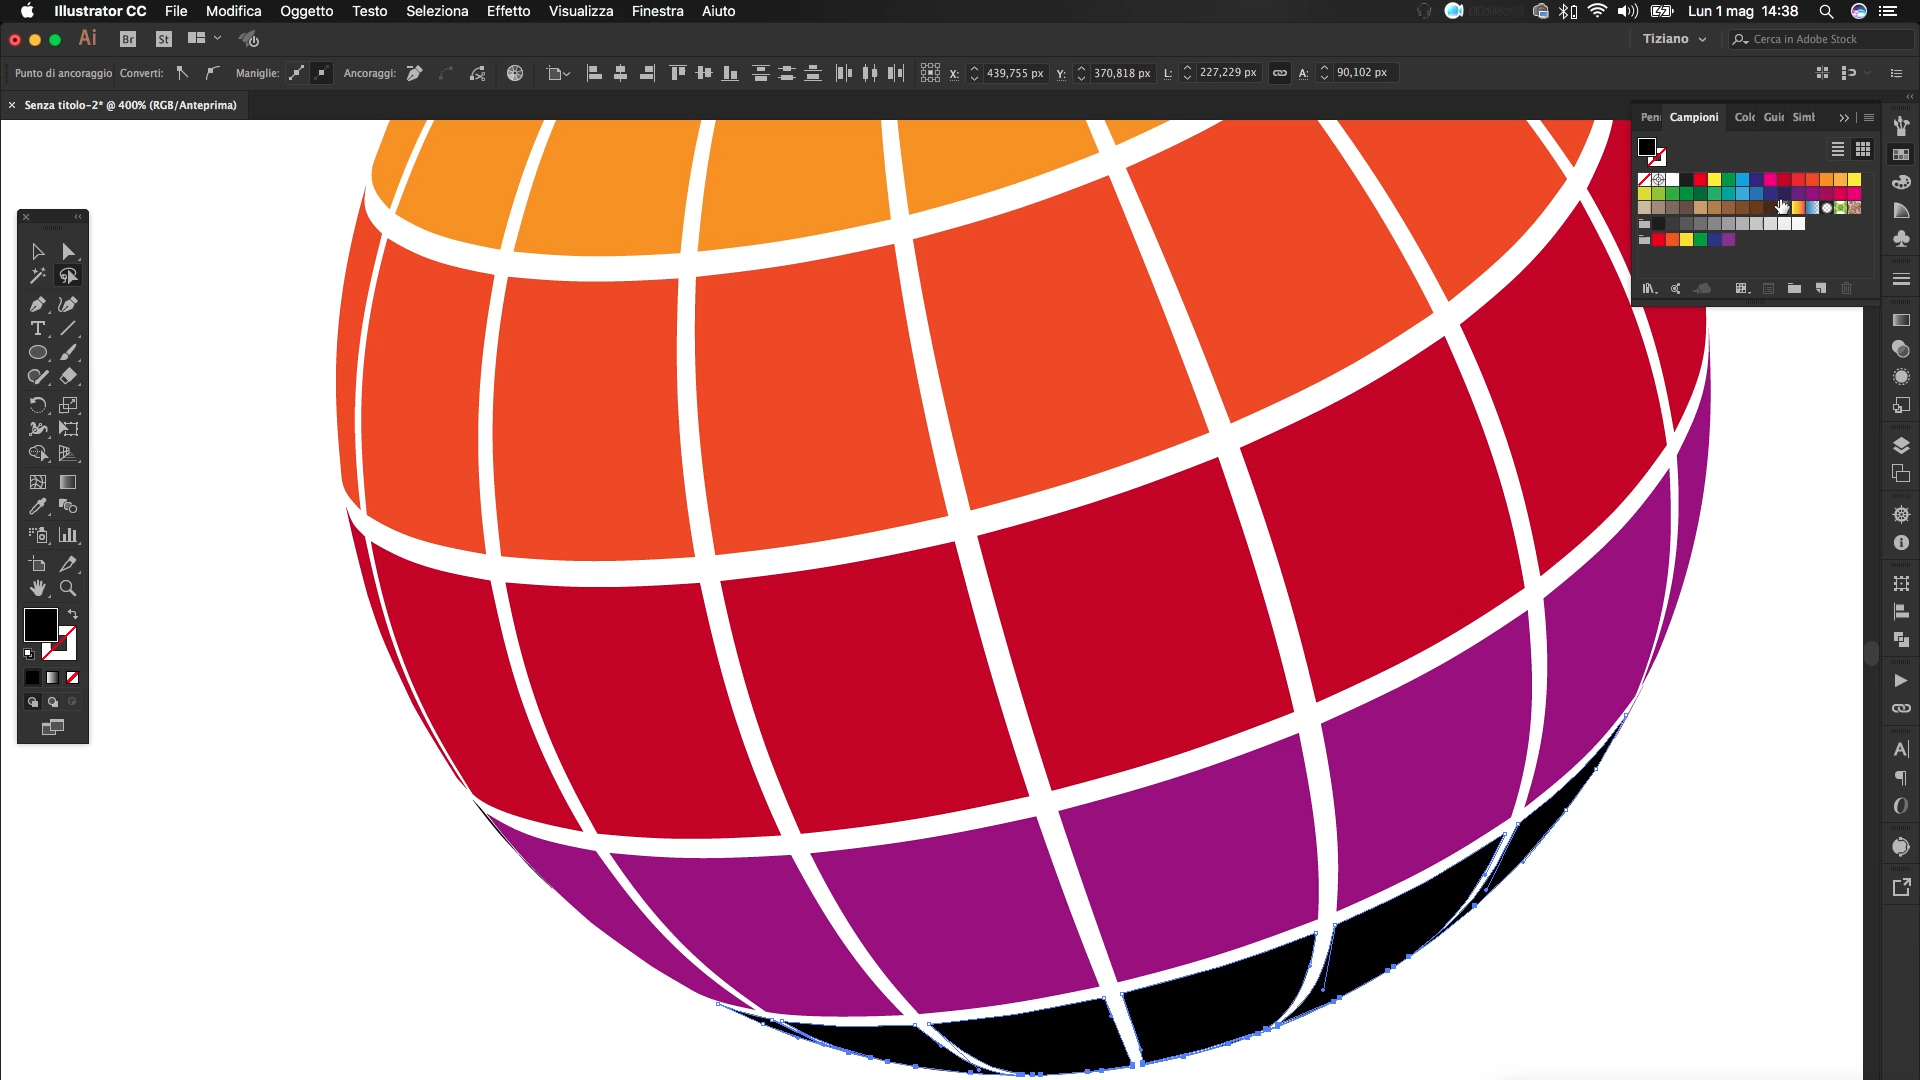 Illustrator CC File Modifica Oggetto Testo Seleziona Effetto Visualizza Finestra Aiuto Lun 1 mag 14:38
Ai Br St Tiziano Cerca in Adobe Stock
Punto di ancoraggio Converti: Maniglie: Ancoraggi: X: 439,755 px Y: 370,818 px L: 227,229 px A: 90,102 px
Senza titolo-2* @ 400% (RGB/Anteprima)
Campioni Guid Simb